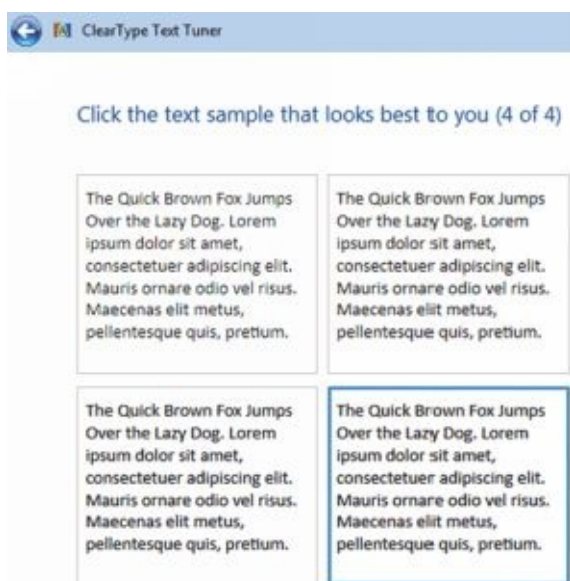 ClearType Text Tuner
Click the text sample that looks best to you (4 of 4)
The Quick Brown Fox Jumps
Over the Lazy Dog. Lorem
ipsum dolor sit amet,
consectetuer adipiscing elit.
Mauris ornare odio vel risus.
Maecenas elit metus,
pellentesque quis, pretium.
The Quick Brown Fox Jumps
Over the Lazy Dog. Lorem
ipsum dolor sit amet,
consectetuer adipiscing elit.
Mauris ornare odio vel risus.
Maecenas elit metus,
pellentesque quis, pretium.
The Quick Brown Fox Jumps
Over the Lazy Dog. Lorem
ipsum dolor sit amet,
consectetuer adipiscing elit.
Mauris ornare odio vel risus.
Maecenas elit metus,
pellentesque quis, pretium.
The Quick Brown Fox Jumps
Over the Lazy Dog. Lorem
ipsum dolor sit amet,
consectetuer adipiscing elit.
Mauris ornare odio vel risus.
Maecenas elit metus,
pellentesque quis, pretium.